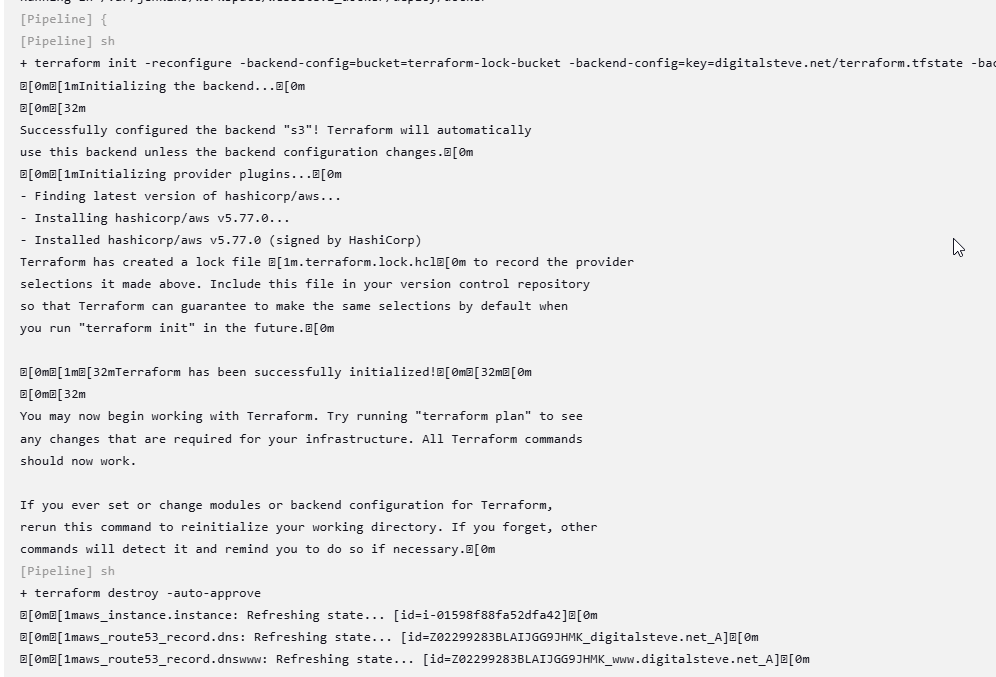 [Pipeline] {
[Pipeline] sh
+ terraform init -reconfigure -backend-config=bucket=terraform-lock-bucket -backend-config=key=digitalsteve.net/terraform.tfstate
␛[0m␛[1mInitializing the backend...␛[0m
␛[0m␛[32m
Successfully configured the backend "s3"! Terraform will automatically
use this backend unless the backend configuration changes.␛[0m
␛[0m␛[1mInitializing provider plugins...␛[0m
- Finding latest version of hashicorp/aws...
- Installing hashicorp/aws v5.77.0...
- Installed hashicorp/aws v5.77.0 (signed by HashiCorp)
Terraform has created a lock file ␛[1m.terraform.lock.hcl␛[0m to record the provider
selections it made above. Include this file in your version control repository
so that Terraform can guarantee to make the same selections by default when
you run "terraform init" in the future.␛[0m
␛[0m␛[1m␛[32mTerraform has been successfully initialized!␛[0m␛[32m␛[0m
␛[0m␛[32m
You may now begin working with Terraform. Try running "terraform plan" to see
any changes that are required for your infrastructure. All Terraform commands
should now work.
If you ever set or change modules or backend configuration for Terraform,
rerun this command to reinitialize your working directory. If you forget, other
commands will detect it and remind you to do so if necessary.␛[0m
[Pipeline] sh
+ terraform destroy -auto-approve
␛[0m␛[1maws_instance.instance: Refreshing state... [id=i-01598f88fa52dfa42]␛[0m
␛[0m␛[1maws_route53_record.dns: Refreshing state... [id=Z02299283BLAIJGG9JHMK_digitalsteve.net_A]␛[0m
␛[0m␛[1maws_route53_record.dnswww: Refreshing state... [id=Z02299283BLAIJGG9JHMK_www.digitalsteve.net_A]␛[0m